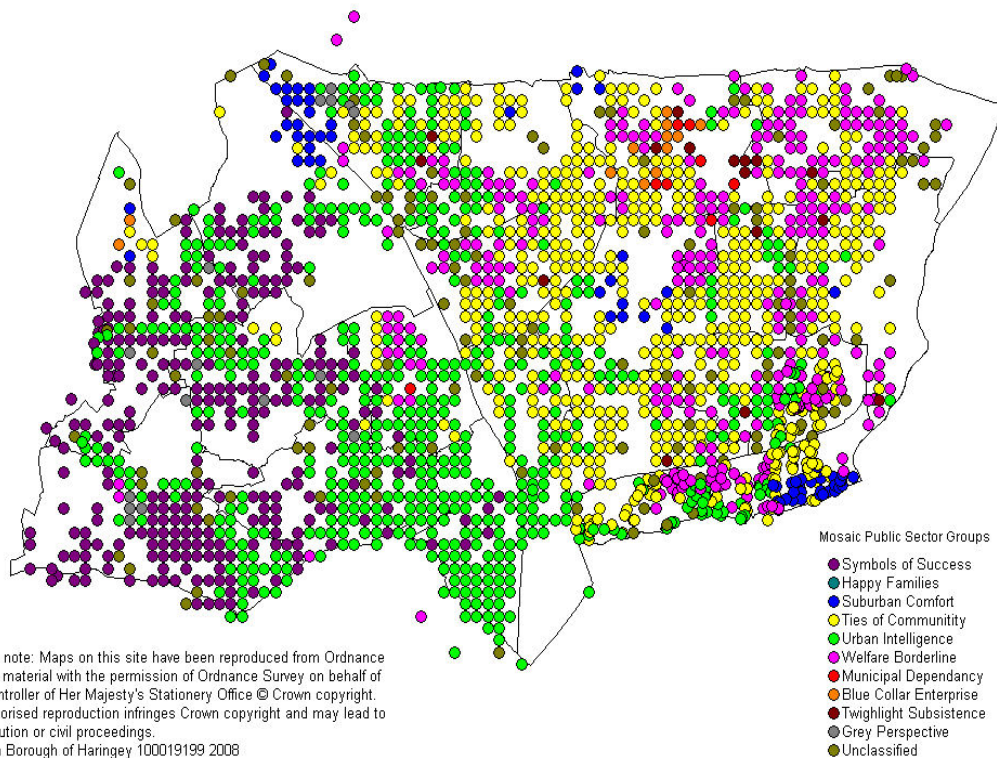 Mosaic Public Sector Groups
Symbols of Success
Happy Families
Suburban Comfort
Ties of Communitity
Urban Intelligence
Welfare Borderline
Municipal Dependancy
Blue Collar Enterprise
Twighlight Subsistence
Grey Perspective
Unclassified
note: Maps on this site have been reproduced from Ordnance
material with the permission of Ordnance Survey on behalf of
ntroller of Her Majesty's Stationery Office © Crown copyright.
orised reproduction infringes Crown copyright and may lead to
ution or civil proceedings.
Borough of Haringey 100019199 2008